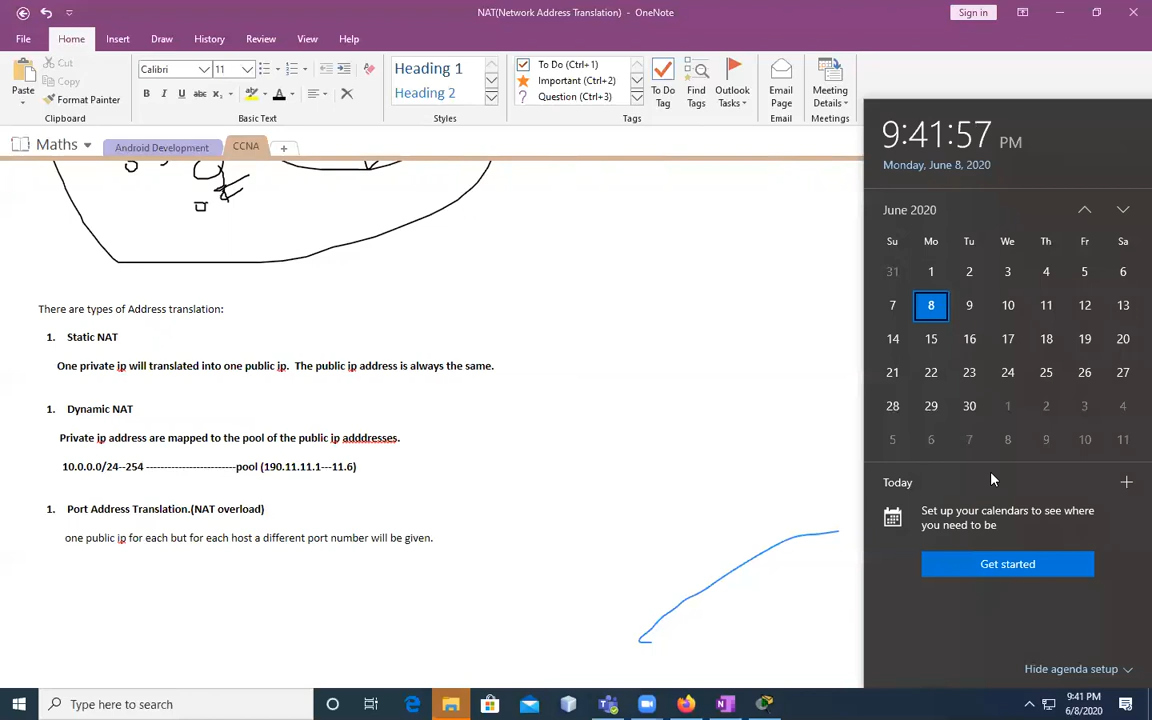 NAT(Network Address Translation) - OneNote
Sign in
File Home Insert Draw History Review View Help
Paste
Cut
Copy
Format Painter
Clipboard
Calibri 11
B I U abc X A
Basic Text
Heading 1
Heading 2
Styles
To Do (Ctrl+1)
Important (Ctrl+2)
? Question (Ctrl+3)
To Do Tag
Find Tags
Outlook Tasks
Tags
Email Page
Email
Meeting Details
Meetings
Maths
Android Development
CCNA
There are types of Address translation:
1. Static NAT
One private ip will translated into one public ip. The public ip address is always the same.
1. Dynamic NAT
Private ip address are mapped to the pool of the public ip adddresses.
10.0.0.0/24--254 -------------------------pool (190.11.11.1---11.6)
1. Port Address Translation.(NAT overload)
one public ip for each but for each host a different port number will be given.
9:41:57 PM
Monday, June 8, 2020
June 2020
Su Mo Tu We Th Fr Sa
31 1 2 3 4 5 6
7 8 9 10 11 12 13
14 15 16 17 18 19 20
21 22 23 24 25 26 27
28 29 30 1 2 3 4
5 6 7 8 9 10 11
Today
Set up your calendars to see where
you need to be
Get started
Hide agenda setup
Type here to search
9:41 PM
6/8/2020